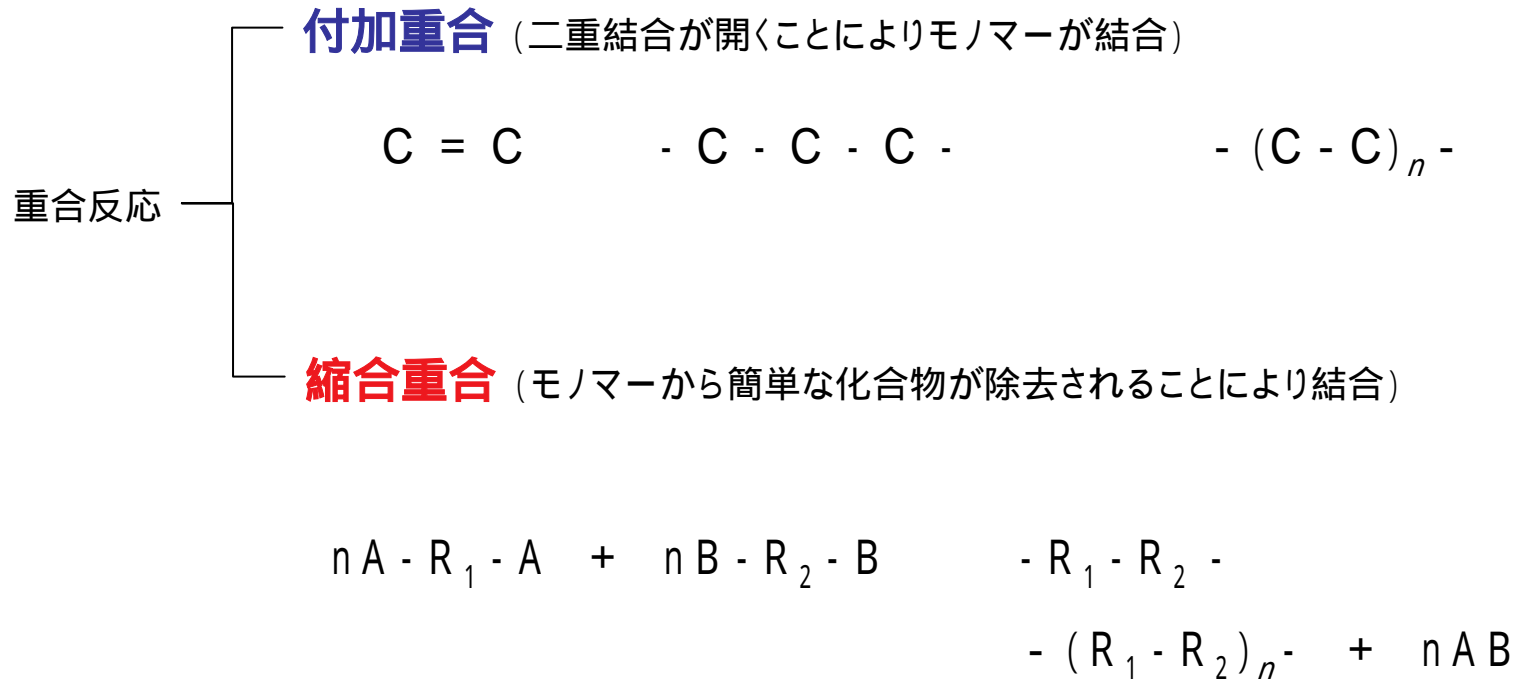 付加重合 (二重結合が開くことによりモノマーが結合)
C = C - C - C - C - - (C - C)n -
重合反応
縮合重合 (モノマーから簡単な化合物が除去されることにより結合)
nA - R1 - A + nB - R2 - B - R1 - R2 -
- (R1 - R2)n - + nAB